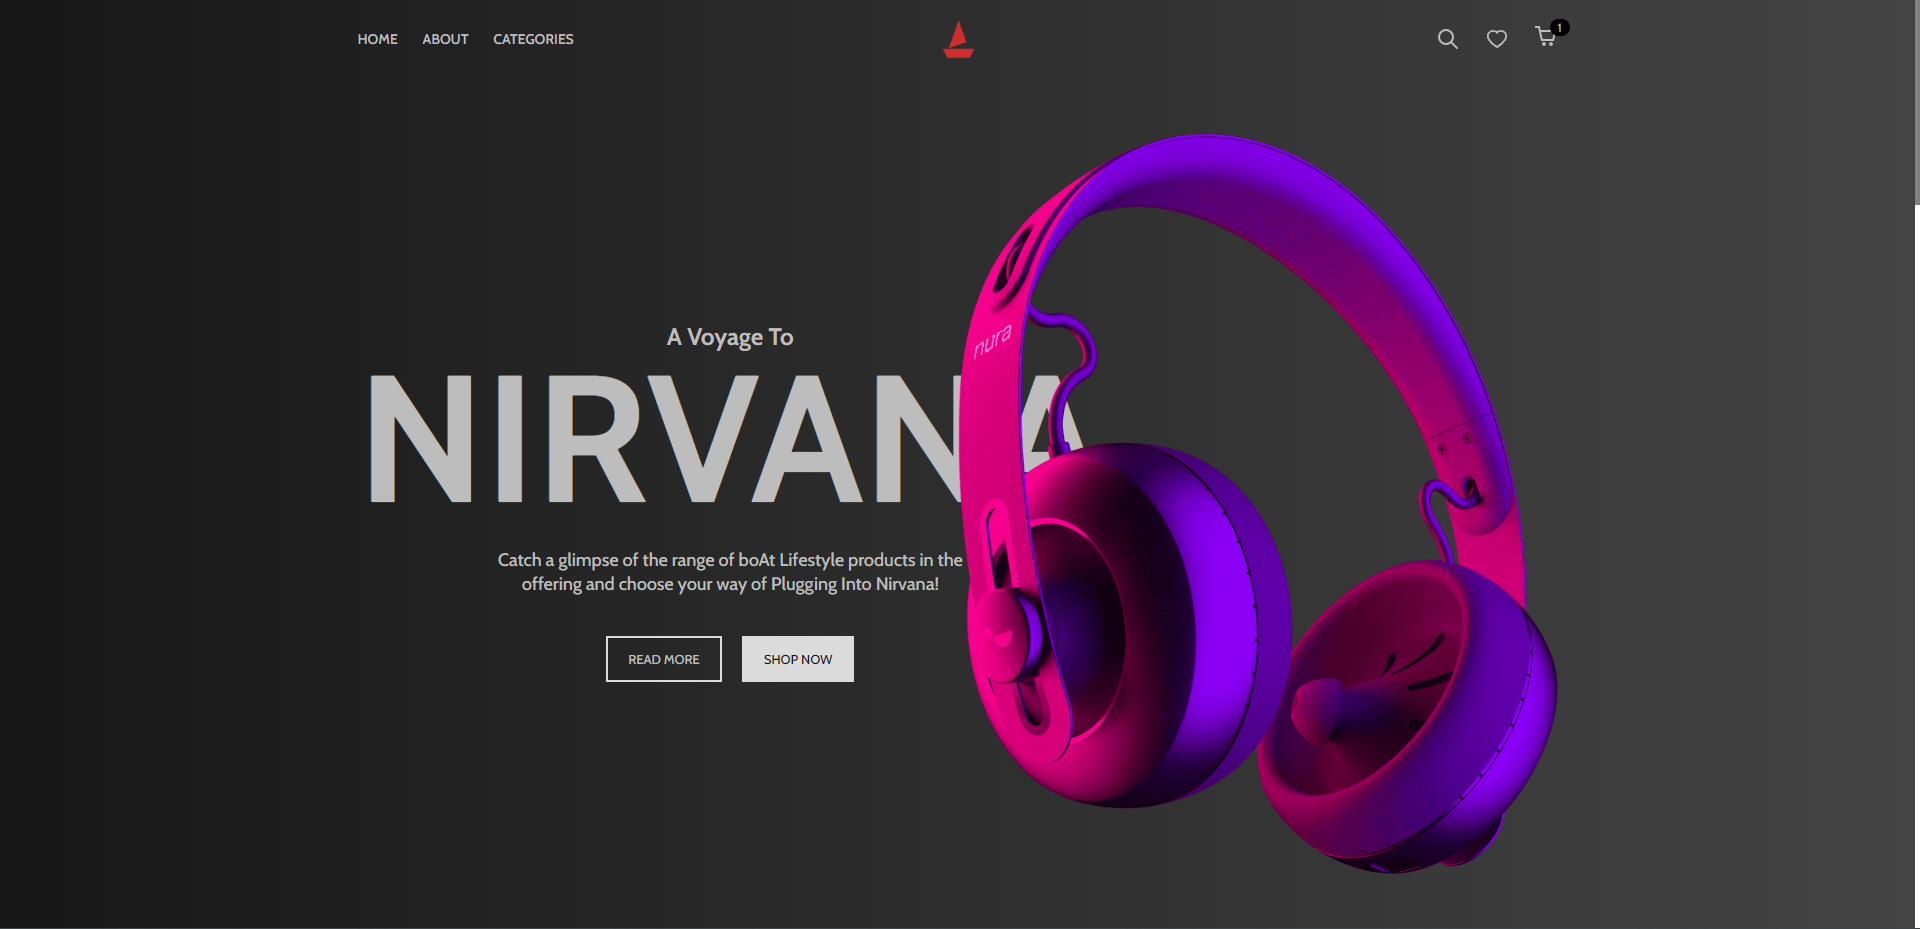 HOME ABOUT CATEGORIES
1
A Voyage To
NIRVANA
nura
Catch a glimpse of the range of boAt Lifestyle products in the
offering and choose your way of Plugging Into Nirvana!
READ MORE SHOP NOW